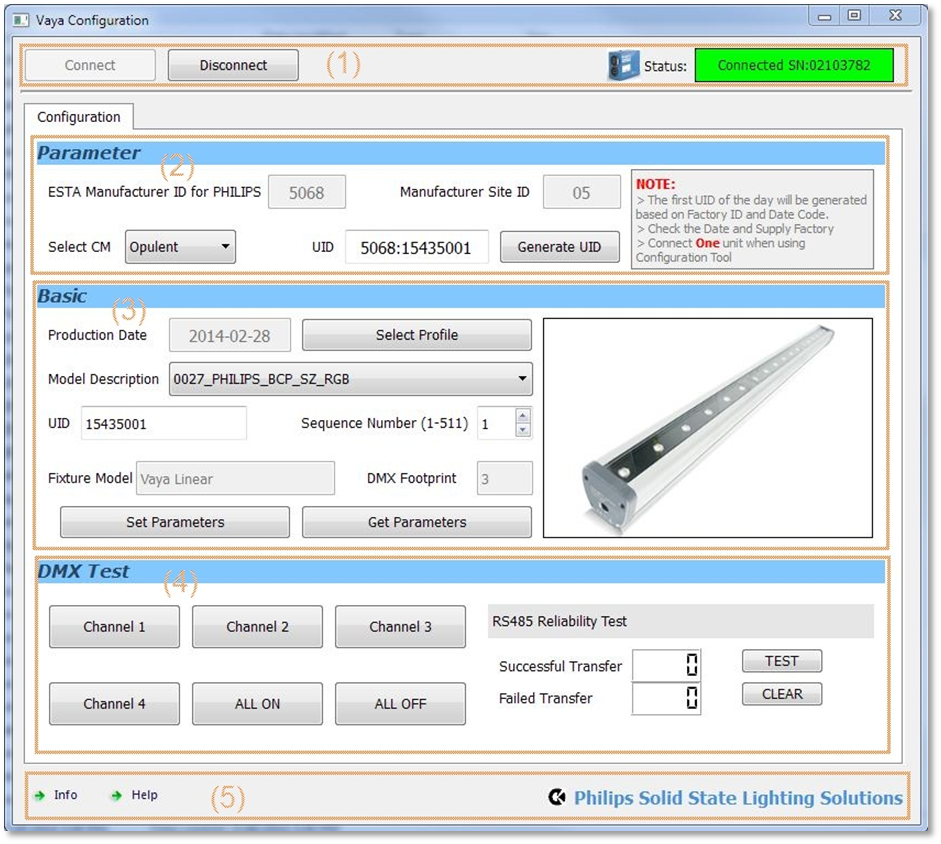 Vaya Configuration
Connect
Disconnect
(1)
Status:
Connected SN:02103782
Configuration
Parameter
(2)
ESTA Manufacturer ID for PHILIPS
5068
Manufacturer Site ID
05
Select CM
Opulent
UID
5068:15435001
Generate UID
NOTE:
> The first UID of the day will be generated
based on Factory ID and Date Code.
> Check the Date and Supply Factory
> Connect One unit when using
Configuration Tool
Basic
(3)
Production Date
2014-02-28
Select Profile
Model Description
0027_PHILIPS_BCP_SZ_RGB
UID
15435001
Sequence Number (1-511)
1
Fixture Model
Vaya Linear
DMX Footprint
3
Set Parameters
Get Parameters
DMX Test
(4)
Channel 1
Channel 2
Channel 3
Channel 4
ALL ON
ALL OFF
RS485 Reliability Test
Successful Transfer
0
TEST
Failed Transfer
0
CLEAR
Info
Help
(5)
Philips Solid State Lighting Solutions